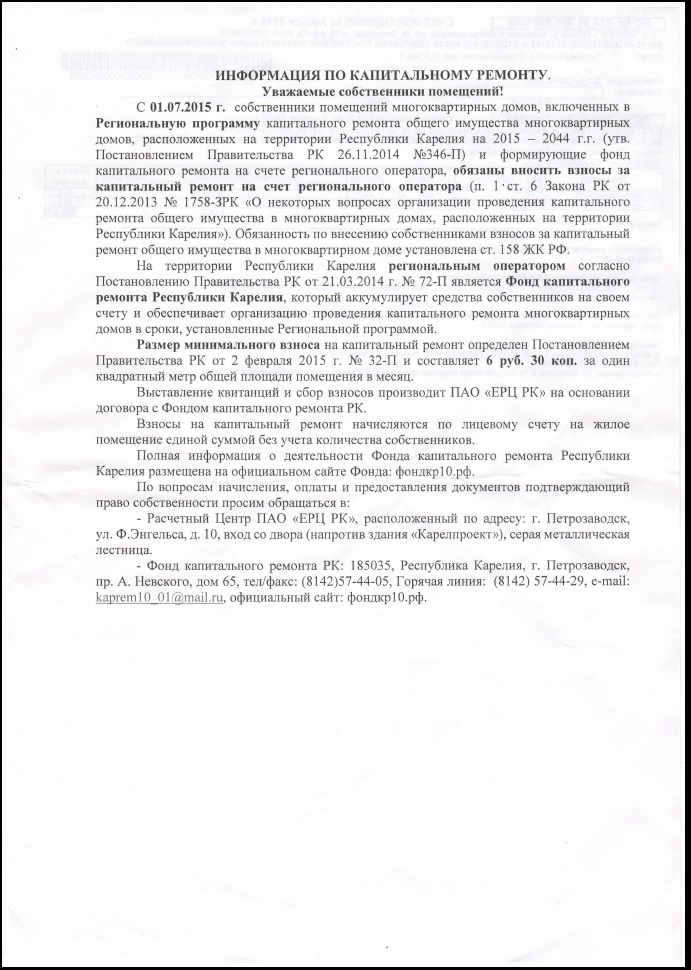 ИНФОРМАЦИЯ ПО КАПИТАЛЬНОМУ РЕМОНТУ.
Уважаемые собственники помещений!
С 01.07.2015 г. собственники помещений многоквартирных домов, включенных в
Региональную программу капитального ремонта общего имущества многоквартирных
домов, расположенных на территории Республики Карелия на 2015 – 2044 г.г. (утв.
Постановлением Правительства РК 26.11.2014 №346-П) и формирующие фонд
капитального ремонта на счете регионального оператора, обязаны вносить взносы за
капитальный ремонт на счет регионального оператора (п. 1 ст. 6 Закона РК от
20.12.2013 № 1758-ЗРК «О некоторых вопросах организации проведения капитального
ремонта общего имущества в многоквартирных домах, расположенных на территории
Республики Карелия»). Обязанность по внесению собственниками взносов за капитальный
ремонт общего имущества в многоквартирном доме установлена ст. 158 ЖК РФ.
На территории Республики Карелия региональным оператором согласно
Постановлению Правительства РК от 21.03.2014 г. № 72-П является Фонд капитального
ремонта Республики Карелия, который аккумулирует средства собственников на своем
счету и обеспечивает организацию проведения капитального ремонта многоквартирных
домов в сроки, установленные Региональной программой.
Размер минимального взноса на капитальный ремонт определен Постановлением
Правительства РК от 2 февраля 2015 г. № 32-П и составляет 6 руб. 30 коп. за один
квадратный метр общей площади помещения в месяц.
Выставление квитанций и сбор взносов производит ПАО «ЕРЦ РК» на основании
договора с Фондом капитального ремонта РК.
Взносы на капитальный ремонт начисляются по лицевому счету на жилое
помещение единой суммой без учета количества собственников.
Полная информация о деятельности Фонда капитального ремонта Республики
Карелия размещена на официальном сайте Фонда: фондкр10.рф.
По вопросам начисления, оплаты и предоставления документов подтверждающий
право собственности просим обращаться в:
- Расчетный Центр ПАО «ЕРЦ РК», расположенный по адресу: г. Петрозаводск,
ул. Ф.Энгельса, д. 10, вход со двора (напротив здания «Карелпроект»), серая металлическая
лестница.
- Фонд капитального ремонта РК: 185035, Республика Карелия, г. Петрозаводск,
пр. А. Невского, дом 65, тел/факс: (8142)57-44-05, Горячая линия: (8142) 57-44-29, e-mail:
kaprem10_01@mail.ru, официальный сайт: фондкр10.рф.